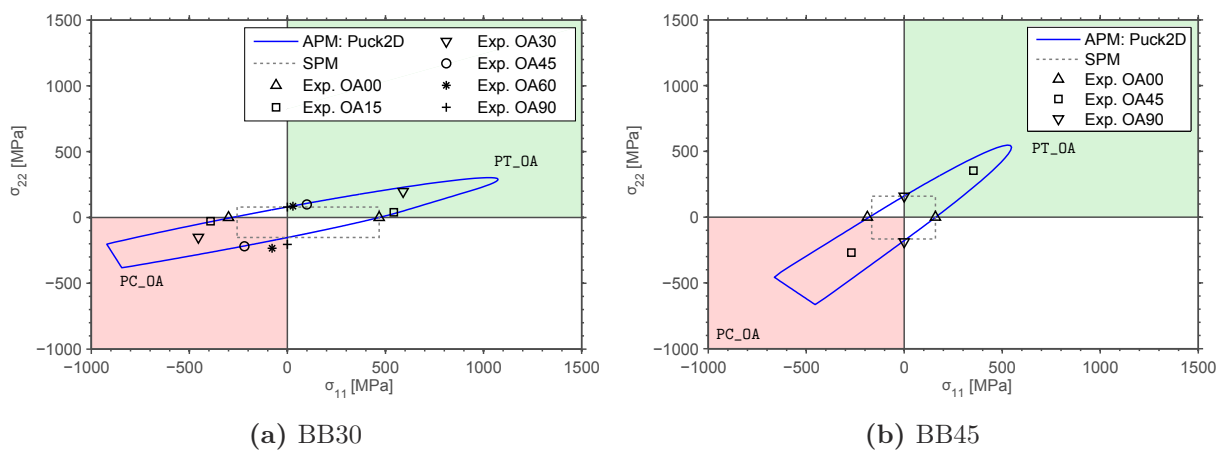 1500
1000
500
0
−500
−1000
σ22 [MPa]
APM: Puck2D
SPM
Exp. OA00
Exp. OA15
Exp. OA30
Exp. OA45
Exp. OA60
Exp. OA90
PT_OA
PC_OA
−1000 −500 0 500 1000 1500
σ11 [MPa]
(a) BB30
1500
1000
500
0
−500
−1000
σ22 [MPa]
APM: Puck2D
SPM
Exp. OA00
Exp. OA45
Exp. OA90
PT_OA
PC_OA
−1000 −500 0 500 1000 1500
σ11 [MPa]
(b) BB45